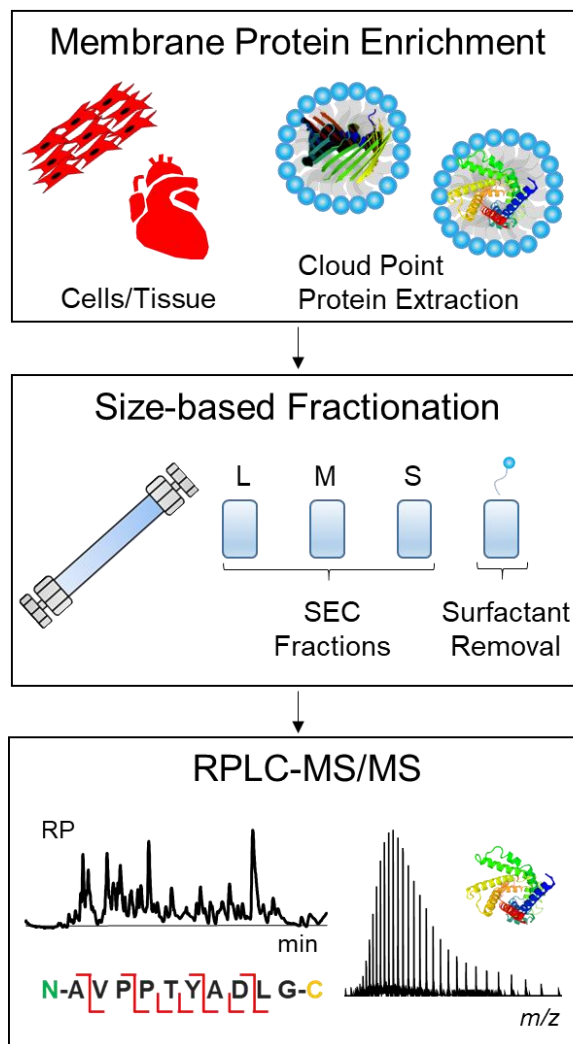 Membrane Protein Enrichment
Cells/Tissue
Cloud Point
Protein Extraction
Size-based Fractionation
L M S
SEC
Fractions
Surfactant
Removal
RPLC-MS/MS
RP
min
N-A V P P T Y A D L G-C
m/z